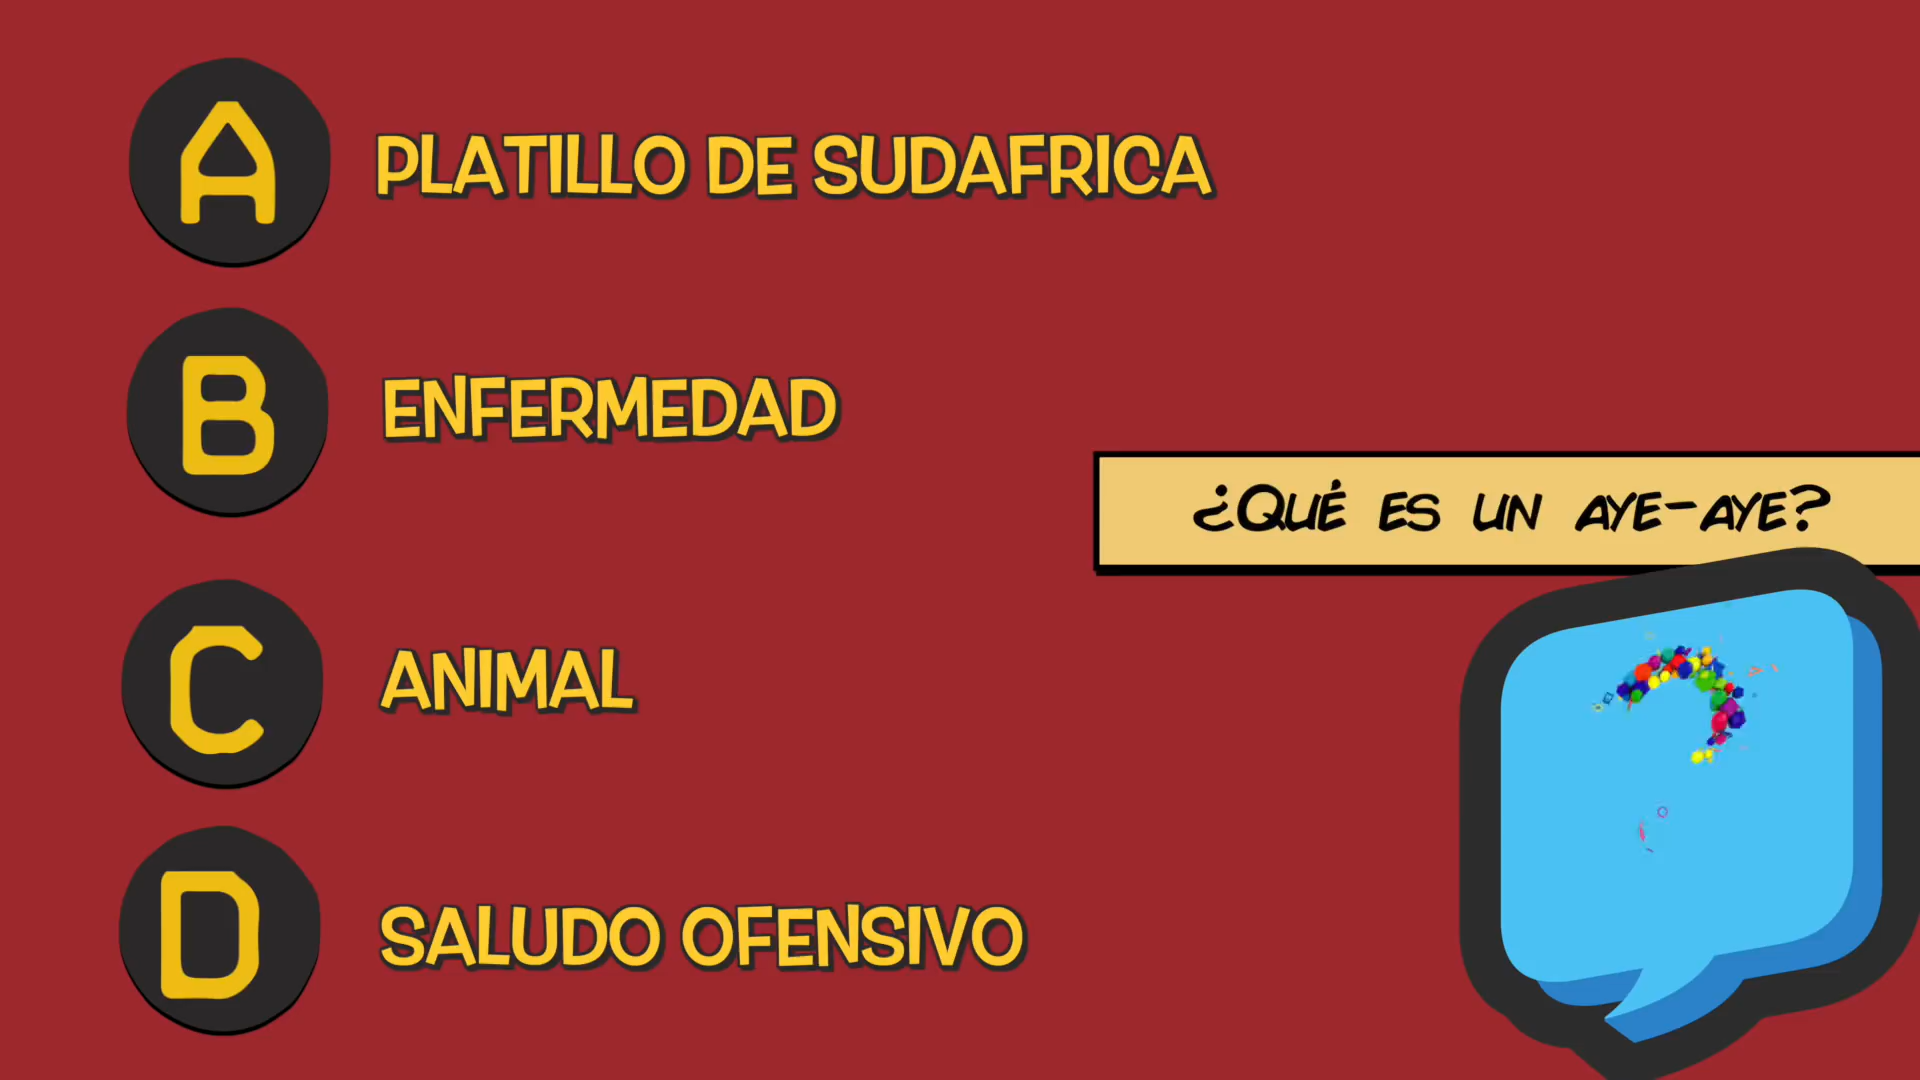 A PLATILLO DE SUDAFRICA
B ENFERMEDAD
¿QUÉ ES UN AYE-AYE?
C ANIMAL
D SALUDO OFENSIVO